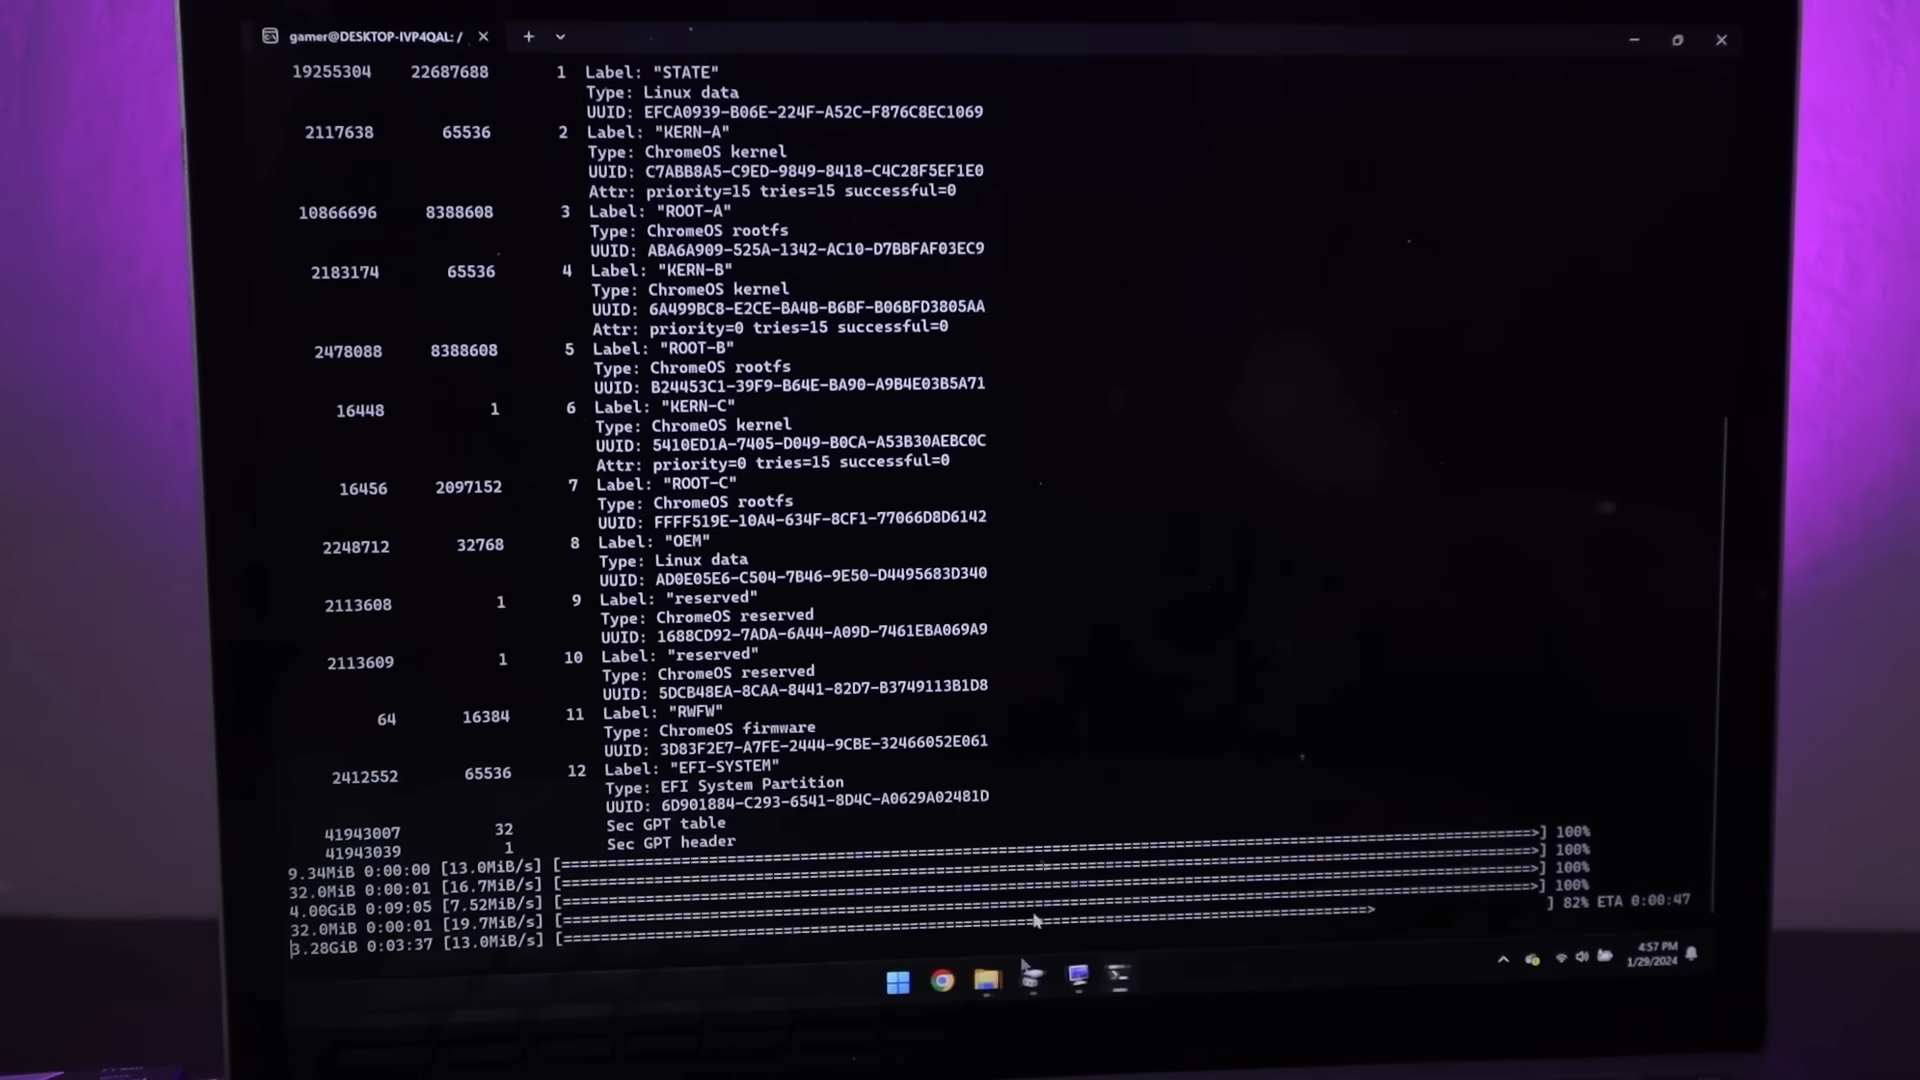 gamer@DESKTOP-IVP4QAL: /
19255304 22687688 1 Label: "STATE"
Type: Linux data
UUID: EFCA0939-B06E-224F-A52C-F876C8EC1069
2117638 65536 2 Label: "KERN-A"
Type: ChromeOS kernel
UUID: C7ABB8A5-C9ED-9849-8418-C4C28F5EF1E0
Attr: priority=15 tries=15 successful=0
10866696 8388608 3 Label: "ROOT-A"
Type: ChromeOS rootfs
UUID: ABA6A909-525A-1342-AC10-D7BBFAF03EC9
2183174 65536 4 Label: "KERN-B"
Type: ChromeOS kernel
UUID: 6A499BC8-E2CE-BA4B-B6BF-B06BFD3805AA
Attr: priority=0 tries=15 successful=0
2478088 8388608 5 Label: "ROOT-B"
Type: ChromeOS rootfs
UUID: B24453C1-39F9-B64E-BA90-A9B4E03B5A71
16448 1 6 Label: "KERN-C"
Type: ChromeOS kernel
UUID: 5410ED1A-7405-D049-B0CA-A53B30AEBC0C
Attr: priority=0 tries=15 successful=0
16456 2097152 7 Label: "ROOT-C"
Type: ChromeOS rootfs
UUID: FFFF519E-10A4-634F-8CF1-77066D8D6142
2248712 32768 8 Label: "OEM"
Type: Linux data
UUID: AD0E05E6-C504-7B46-9E50-D4495683D340
2113608 1 9 Label: "reserved"
Type: ChromeOS reserved
UUID: 1688CD92-7ADA-6A44-A09D-7461EBA069A9
2113609 1 10 Label: "reserved"
Type: ChromeOS reserved
UUID: 5DCB48EA-8CAA-8441-82D7-B3749113B1D8
64 16384 11 Label: "RWFW"
Type: ChromeOS firmware
UUID: 3D83F2E7-A7FE-2444-9CBE-32466052E061
2412552 65536 12 Label: "EFI-SYSTEM"
Type: EFI System Partition
UUID: 6D901884-C293-6541-8D4C-A0629A02481D
41943007 32 Sec GPT table
41943039 1 Sec GPT header
9.34MiB 0:00:00 [13.0MiB/s] [=====>] 100%
32.0MiB 0:00:01 [16.7MiB/s] [=====>] 100%
4.00GiB 0:09:05 [7.52MiB/s] [=====>] 100%
32.0MiB 0:00:01 [19.7MiB/s] [=====>] 100%
3.28GiB 0:03:37 [13.0MiB/s] [=====> ] 82% ETA 0:00:47
4:57 PM
1/29/2024